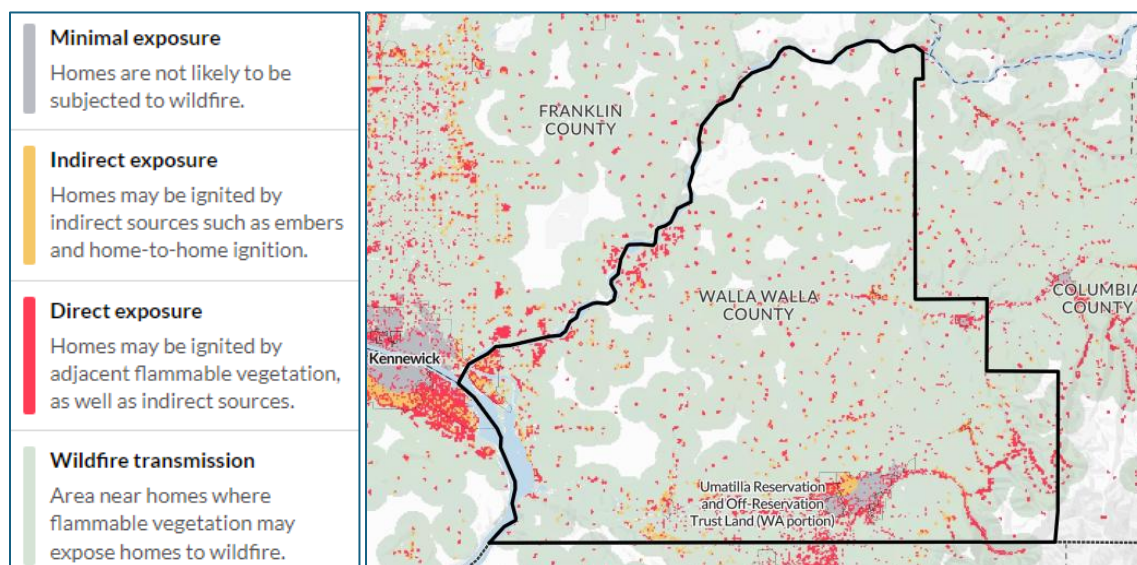 Minimal exposure
Homes are not likely to be
subjected to wildfire.
Indirect exposure
Homes may be ignited by
indirect sources such as embers
and home-to-home ignition.
Direct exposure
Homes may be ignited by
adjacent flammable vegetation,
as well as indirect sources.
Wildfire transmission
Area near homes where
flammable vegetation may
expose homes to wildfire.
FRANKLIN
COUNTY
WALLA WALLA
COUNTY
COLUMBIA
COUNTY
Kennewick
Umatilla Reservation
and Off-Reservation
Trust Land (WA portion)